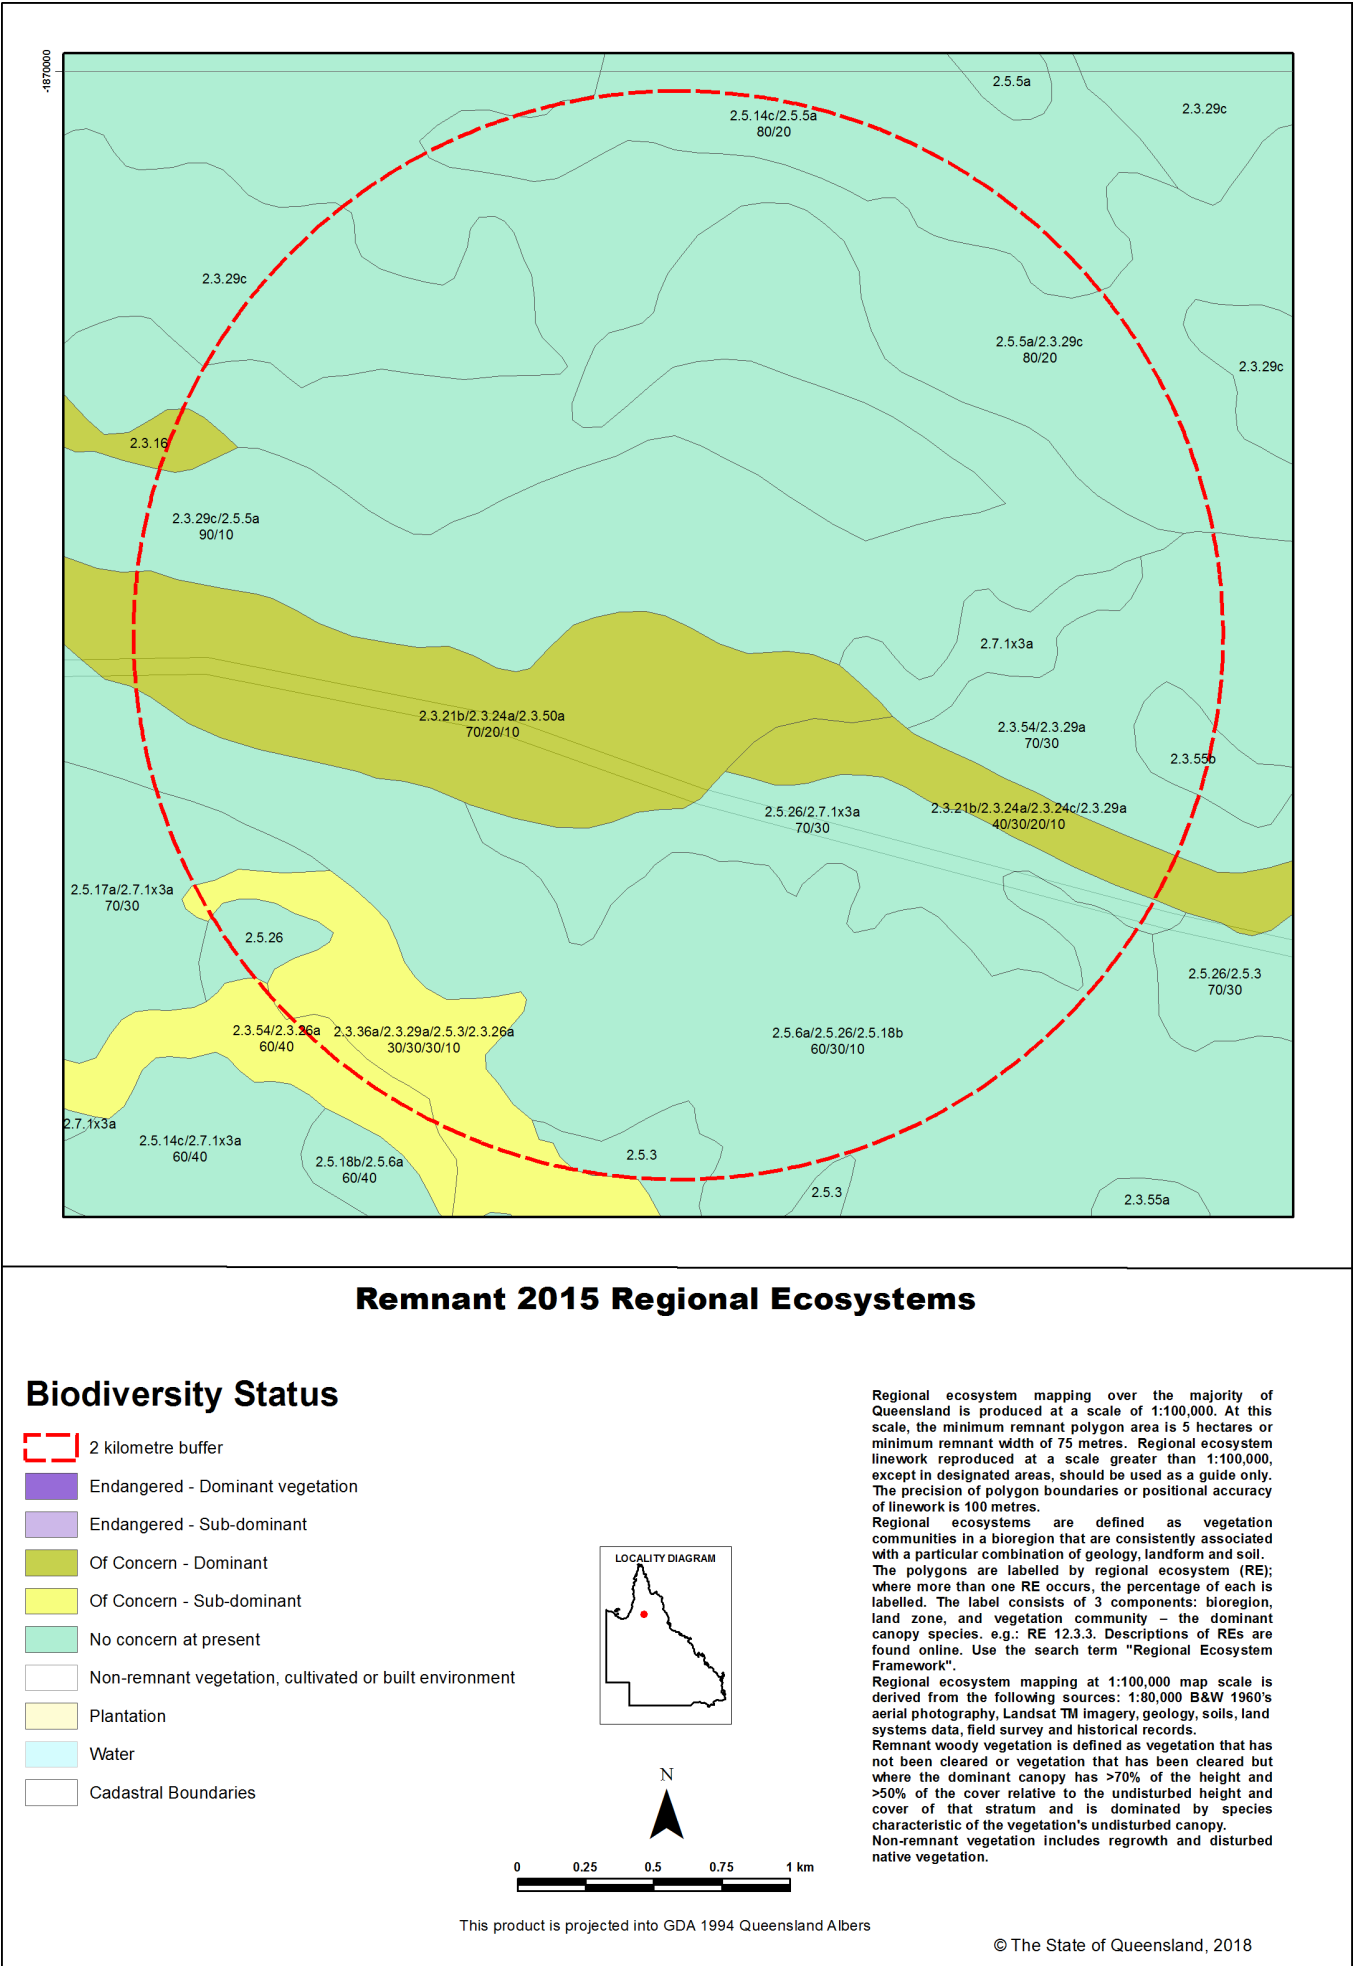 -1870000
2.5.5a
2.3.29c
2.5.14c/2.5.5a
80/20
2.3.29c
2.5.5a/2.3.29c
80/20
2.3.29c
2.3.16
2.3.29c/2.5.5a
90/10
2.7.1x3a
2.3.21b/2.3.24a/2.3.50a
70/20/10
2.3.54/2.3.29a
70/30
2.3.55b
2.5.26/2.7.1x3a
70/30
2.3.21b/2.3.24a/2.3.24c/2.3.29a
40/30/20/10
2.5.17a/2.7.1x3a
70/30
2.5.26
2.5.26/2.5.3
70/30
2.3.54/2.3.26a
60/40
2.3.36a/2.3.29a/2.5.3/2.3.26a
30/30/30/10
2.5.6a/2.5.26/2.5.18b
60/30/10
2.7.1x3a
2.5.14c/2.7.1x3a
60/40
2.5.18b/2.5.6a
60/40
2.5.3
2.5.3
2.3.55a
Remnant 2015 Regional Ecosystems
Biodiversity Status
2 kilometre buffer
Endangered - Dominant vegetation
Endangered - Sub-dominant
Of Concern - Dominant
Of Concern - Sub-dominant
No concern at present
Non-remnant vegetation, cultivated or built environment
Plantation
Water
Cadastral Boundaries
LOCALITY DIAGRAM
N
0 0.25 0.5 0.75 1 km
Regional ecosystem mapping over the majority of
Queensland is produced at a scale of 1:100,000. At this
scale, the minimum remnant polygon area is 5 hectares or
minimum remnant width of 75 metres. Regional ecosystem
linework reproduced at a scale greater than 1:100,000,
except in designated areas, should be used as a guide only.
The precision of polygon boundaries or positional accuracy
of linework is 100 metres.
Regional ecosystems are defined as vegetation
communities in a bioregion that are consistently associated
with a particular combination of geology, landform and soil.
The polygons are labelled by regional ecosystem (RE);
where more than one RE occurs, the percentage of each is
labelled. The label consists of 3 components: bioregion,
land zone, and vegetation community – the dominant
canopy species. e.g.: RE 12.3.3. Descriptions of REs are
found online. Use the search term "Regional Ecosystem
Framework".
Regional ecosystem mapping at 1:100,000 map scale is
derived from the following sources: 1:80,000 B&W 1960's
aerial photography, Landsat TM imagery, geology, soils, land
systems data, field survey and historical records.
Remnant woody vegetation is defined as vegetation that has
not been cleared or vegetation that has been cleared but
where the dominant canopy has >70% of the height and
>50% of the cover relative to the undisturbed height and
cover of that stratum and is dominated by species
characteristic of the vegetation's undisturbed canopy.
Non-remnant vegetation includes regrowth and disturbed
native vegetation.
This product is projected into GDA 1994 Queensland Albers
© The State of Queensland, 2018